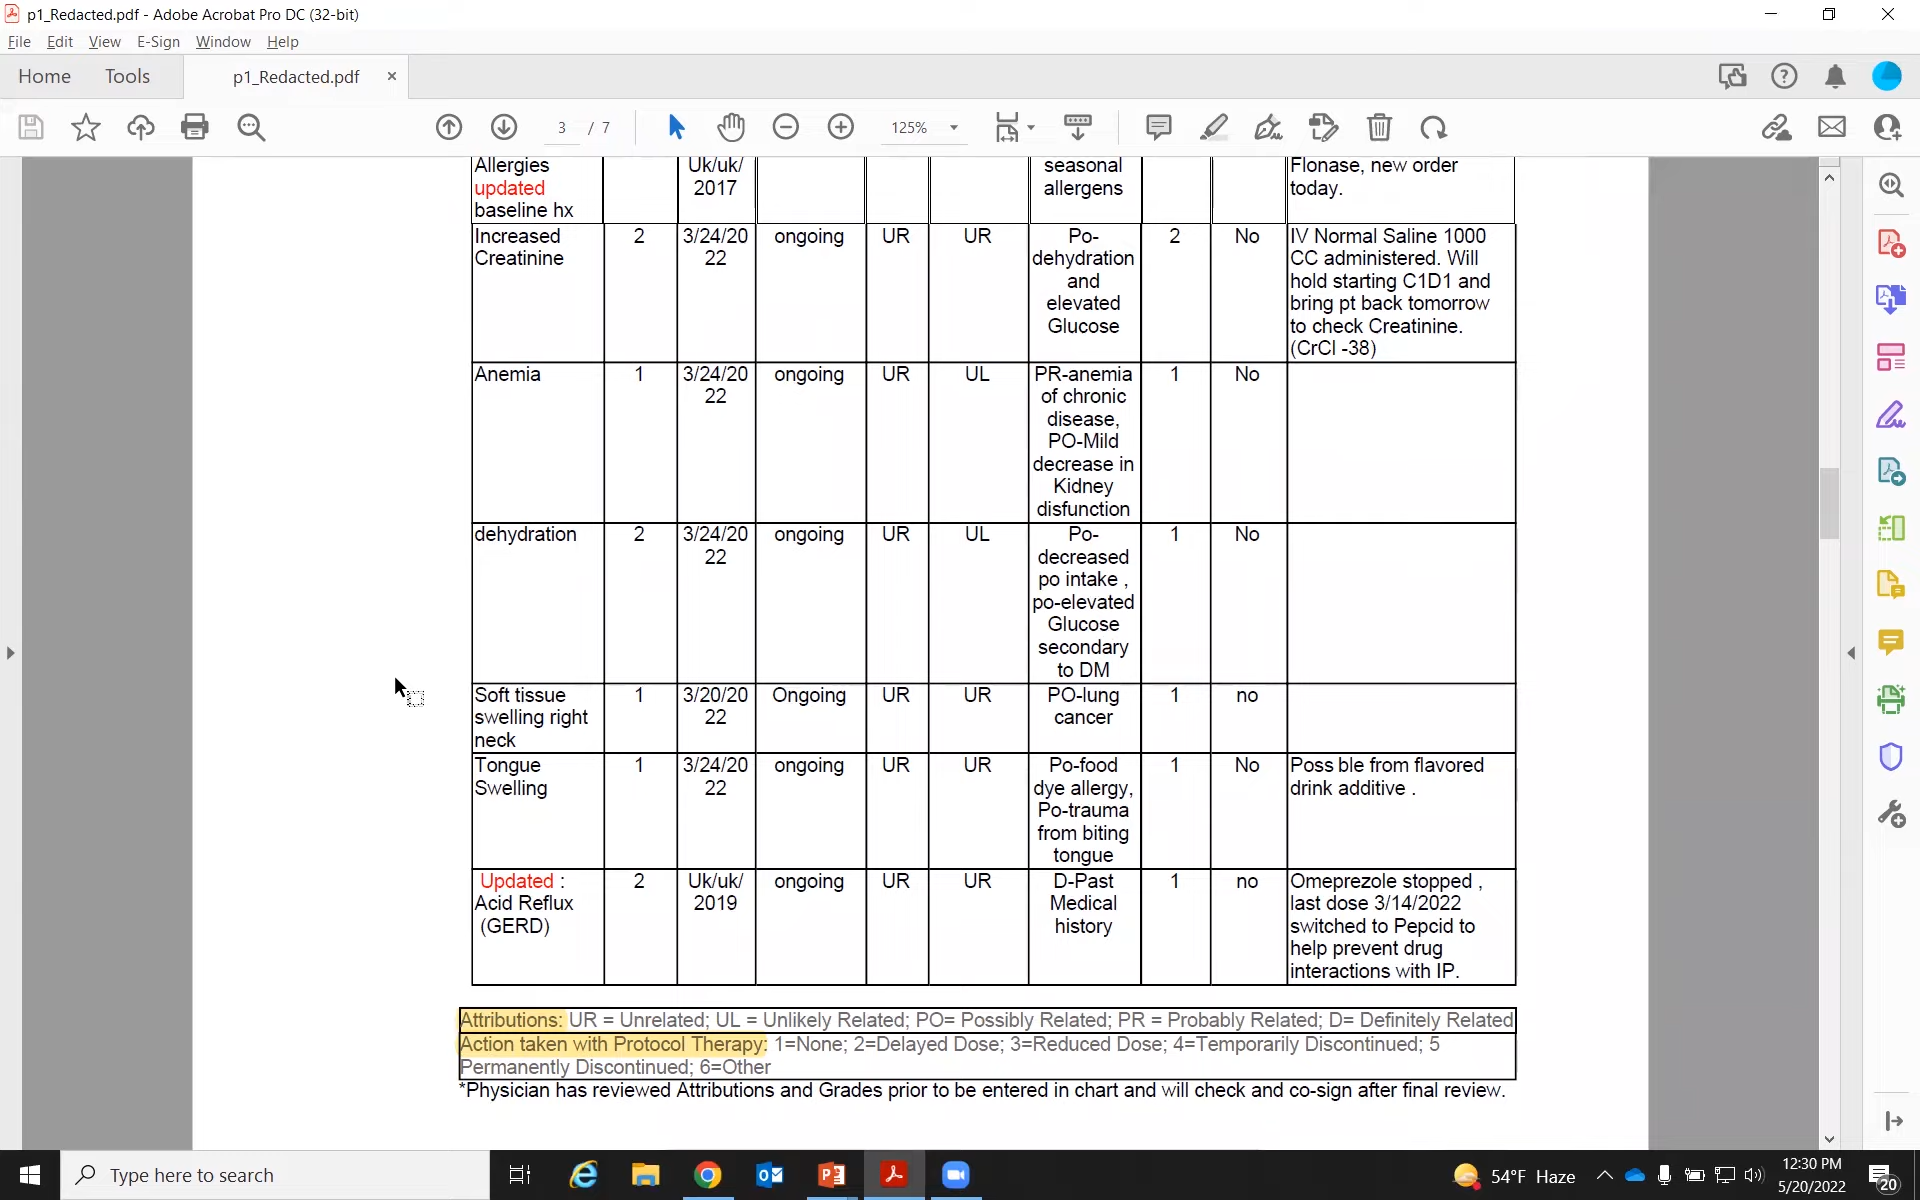 p1_Redacted.pdf - Adobe Acrobat Pro DC (32-bit)
File Edit View E-Sign Window Help
Home Tools p1_Redacted.pdf ×
3 / 7 125%
Allergies
updated
baseline hx
Uk/uk/
2017
seasonal
allergens
Flonase, new order
today.
Increased
Creatinine
2
3/24/20
22
ongoing
UR
UR
Po-
dehydration
and
elevated
Glucose
2
No
IV Normal Saline 1000
CC administered. Will
hold starting C1D1 and
bring pt back tomorrow
to check Creatinine.
(CrCl -38)
Anemia
1
3/24/20
22
ongoing
UR
UL
PR-anemia
of chronic
disease,
PO-Mild
decrease in
Kidney
disfunction
1
No
dehydration
2
3/24/20
22
ongoing
UR
UL
Po-
decreased
po intake ,
po-elevated
Glucose
secondary
to DM
1
No
Soft tissue
swelling right
neck
1
3/20/20
22
Ongoing
UR
UR
PO-lung
cancer
1
no
Tongue
Swelling
1
3/24/20
22
ongoing
UR
UR
Po-food
dye allergy,
Po-trauma
from biting
tongue
1
No
Poss ble from flavored
drink additive .
Updated :
Acid Reflux
(GERD)
2
Uk/uk/
2019
ongoing
UR
UR
D-Past
Medical
history
1
no
Omeprezole stopped ,
last dose 3/14/2022
switched to Pepcid to
help prevent drug
interactions with IP.
Attributions: UR = Unrelated; UL = Unlikely Related; PO= Possibly Related; PR = Probably Related; D= Definitely Related
Action taken with Protocol Therapy: 1=None; 2=Delayed Dose; 3=Reduced Dose; 4=Temporarily Discontinued; 5
Permanently Discontinued; 6=Other
*Physician has reviewed Attributions and Grades prior to be entered in chart and will check and co-sign after final review.
Type here to search
54°F Haze
12:30 PM
5/20/2022
20